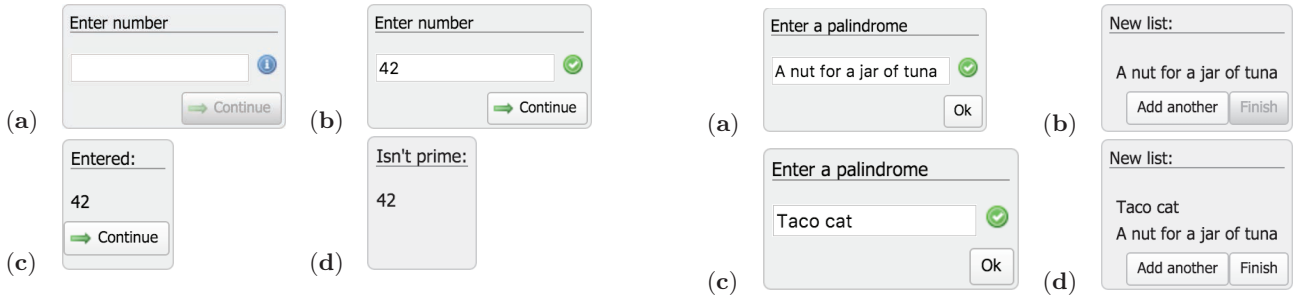 Enter number
Continue
(a)
Enter number
42
Continue
(b)
Entered:
42
Continue
(c)
Isn't prime:
42
(d)
Enter a palindrome
A nut for a jar of tuna
Ok
(a)
New list:
A nut for a jar of tuna
Add another Finish
(b)
Enter a palindrome
Taco cat
Ok
(c)
New list:
Taco cat
A nut for a jar of tuna
Add another Finish
(d)